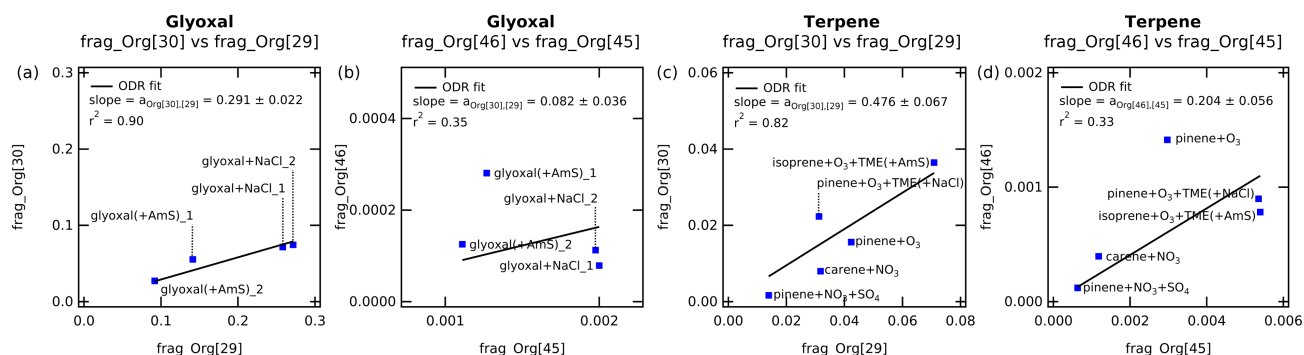 Glyoxal
frag_Org[30] vs frag_Org[29]
(a)
0.3
0.2
0.1
0.0
frag_Org[30]
ODR fit
slope = aOrg[30],[29] = 0.291 ± 0.022
r2 = 0.90
glyoxal+NaCl_2
glyoxal+NaCl_1
glyoxal(+AmS)_1
glyoxal(+AmS)_2
0.0 0.1 0.2 0.3
frag_Org[29]
Glyoxal
frag_Org[46] vs frag_Org[45]
(b)
0.0004
0.0002
0.0000
frag_Org[46]
ODR fit
slope = aOrg[30],[29] = 0.082 ± 0.036
r2 = 0.35
glyoxal(+AmS)_1
glyoxal+NaCl_2
glyoxal(+AmS)_2
glyoxal+NaCl_1
0.001 0.002
frag_Org[45]
Terpene
frag_Org[30] vs frag_Org[29]
(c)
0.06
0.04
0.02
0.00
frag_Org[30]
ODR fit
slope = aOrg[30],[29] = 0.476 ± 0.067
r2 = 0.82
isoprene+O3+TME(+AmS)
pinene+O3+TME(+NaCl)
pinene+O3
carene+NO3
pinene+NO3+SO4
0.00 0.02 0.04 0.06 0.08
frag_Org[29]
Terpene
frag_Org[46] vs frag_Org[45]
(d)
0.002
0.001
0.000
frag_Org[46]
ODR fit
slope = aOrg[46],[45] = 0.204 ± 0.056
r2 = 0.33
pinene+O3
pinene+O3+TME(+NaCl)
isoprene+O3+TME(+AmS)
carene+NO3
pinene+NO3+SO4
0.000 0.002 0.004 0.006
frag_Org[45]